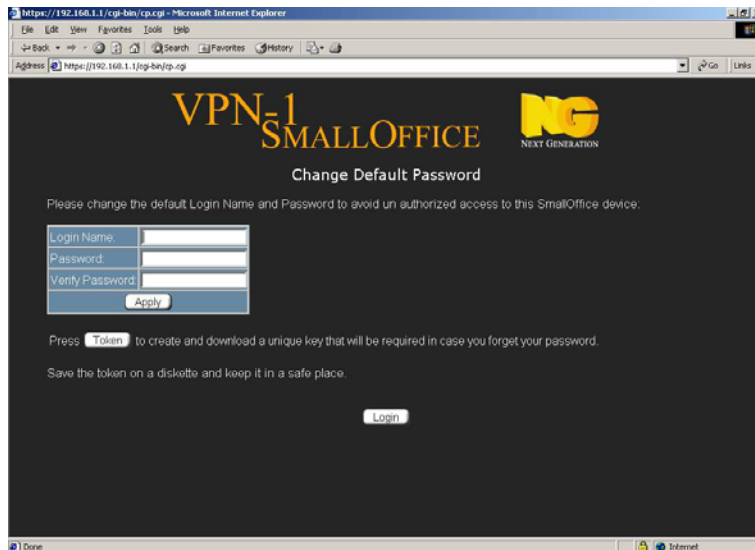 https://192.168.1.1/cgi-bin/cp.cgi - Microsoft Internet Explorer
File Edit View Favorites Tools Help
Back Search Favorites History
Address https://192.168.1.1/cgi-bin/cp.cgi Go Links
VPN-1
SMALLOFFICE
NG
NEXT GENERATION
Change Default Password
Please change the default Login Name and Password to avoid un authorized access to this SmallOffice device:
Login Name:
Password:
Verify Password:
Apply
Press Token to create and download a unique key that will be required in case you forget your password.
Save the token on a diskette and keep it in a safe place.
Login
Done Internet